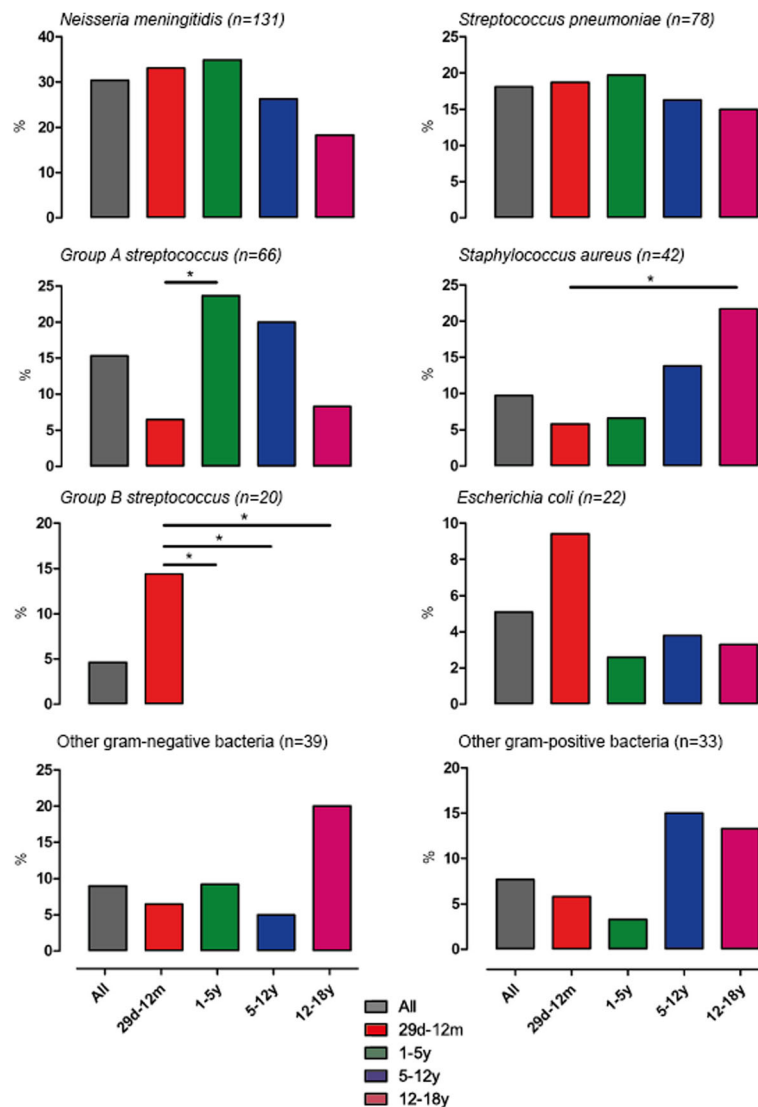 Neisseria meningitidis (n=131)
40
30
20
10
0
%
Streptococcus pneumoniae (n=78)
25
20
15
10
5
0
%
Group A streptococcus (n=66)
25
20
15
10
5
0
%
*
Staphylococcus aureus (n=42)
25
20
15
10
5
0
%
*
Group B streptococcus (n=20)
20
15
10
5
0
%
*
*
*
Escherichia coli (n=22)
10
8
6
4
2
0
%
Other gram-negative bacteria (n=39)
25
20
15
10
5
0
%
All
29d-12m
1-5y
5-12y
12-18y
Other gram-positive bacteria (n=33)
20
15
10
5
0
%
All
29d-12m
1-5y
5-12y
12-18y
All
29d-12m
1-5y
5-12y
12-18y